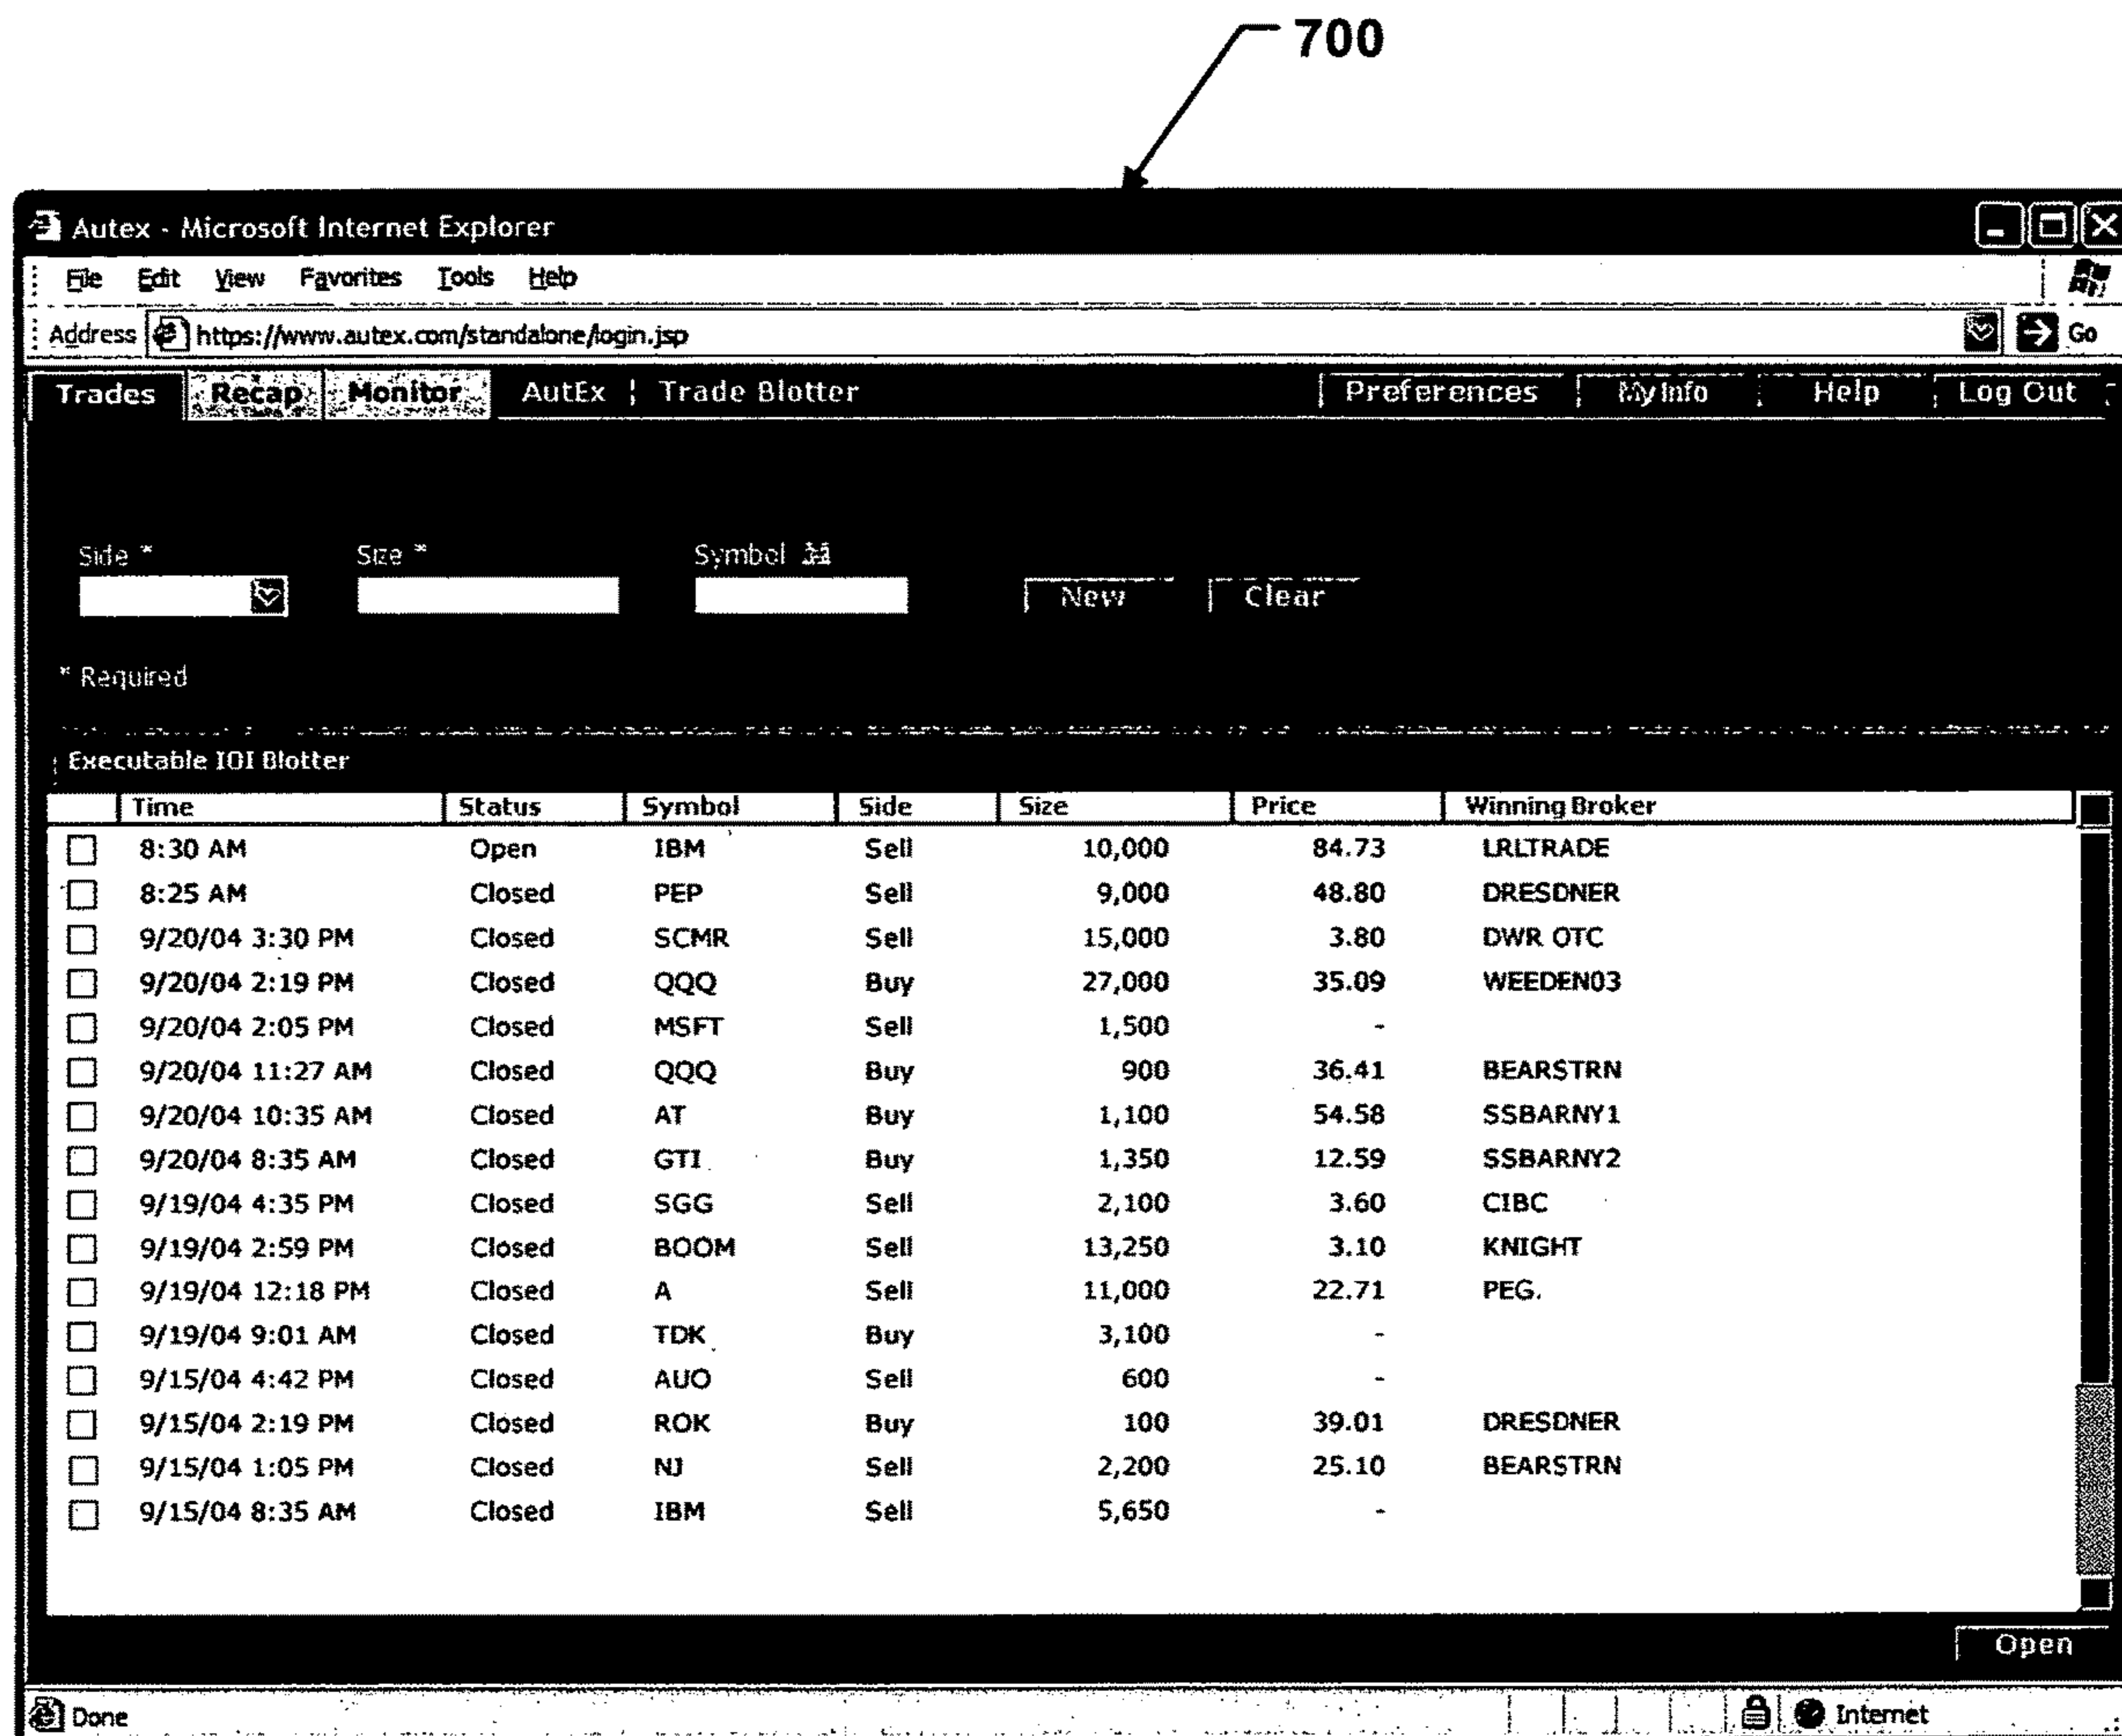 700
Autex - Microsoft Internet Explorer
File Edit View Favorites Tools Help
Address https://www.autex.com/standalone/login.jsp Go
Trades Recap Monitor AutEx | Trade Blotter Preferences My Info Help Log Out
Side * Size * Symbol
New Clear
* Required
Executable IOI Blotter
Time Status Symbol Side Size Price Winning Broker
8:30 AM Open IBM Sell 10,000 84.73 LRLTRADE
8:25 AM Closed PEP Sell 9,000 48.80 DRESDNER
9/20/04 3:30 PM Closed SCMR Sell 15,000 3.80 DWR OTC
9/20/04 2:19 PM Closed QQQ Buy 27,000 35.09 WEEDEN03
9/20/04 2:05 PM Closed MSFT Sell 1,500 -
9/20/04 11:27 AM Closed QQQ Buy 900 36.41 BEARSTRN
9/20/04 10:35 AM Closed AT Buy 1,100 54.58 SSBARNY1
9/20/04 8:35 AM Closed GTI Buy 1,350 12.59 SSBARNY2
9/19/04 4:35 PM Closed SGG Sell 2,100 3.60 CIBC
9/19/04 2:59 PM Closed BOOM Sell 13,250 3.10 KNIGHT
9/19/04 12:18 PM Closed A Sell 11,000 22.71 PEG.
9/19/04 9:01 AM Closed TDK Buy 3,100 -
9/15/04 4:42 PM Closed AUO Sell 600 -
9/15/04 2:19 PM Closed ROK Buy 100 39.01 DRESDNER
9/15/04 1:05 PM Closed NJ Sell 2,200 25.10 BEARSTRN
9/15/04 8:35 AM Closed IBM Sell 5,650 -
Open
Done Internet